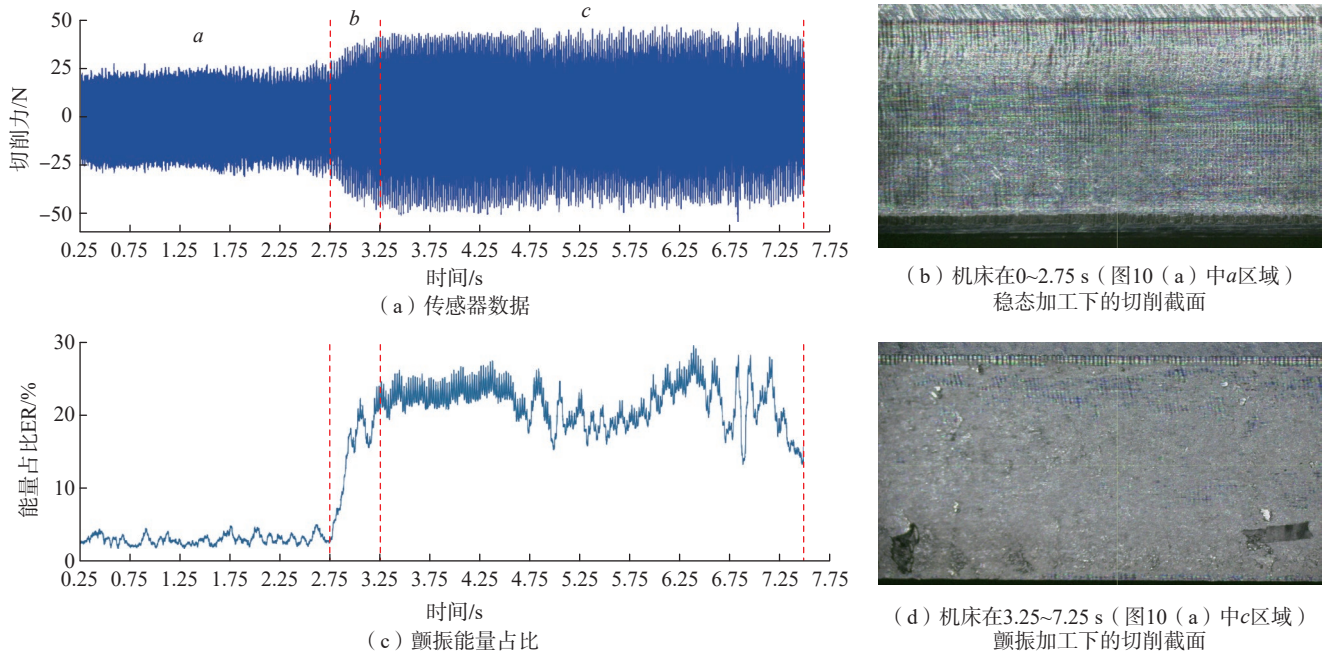 a
b
c
切削力/N
50
25
0
−25
−50
0.25 0.75 1.25 1.75 2.25 2.75 3.25 3.75 4.25 4.75 5.25 5.75 6.25 6.75 7.25 7.75
时间/s
（a）传感器数据
（b）机床在0~2.75 s（图10（a）中a区域）
稳态加工下的切削截面
能量占比ER/%
30
20
10
0
0.25 0.75 1.25 1.75 2.25 2.75 3.25 3.75 4.25 4.75 5.25 5.75 6.25 6.75 7.25 7.75
时间/s
（c）颤振能量占比
（d）机床在3.25~7.25 s（图10（a）中c区域）
颤振加工下的切削截面